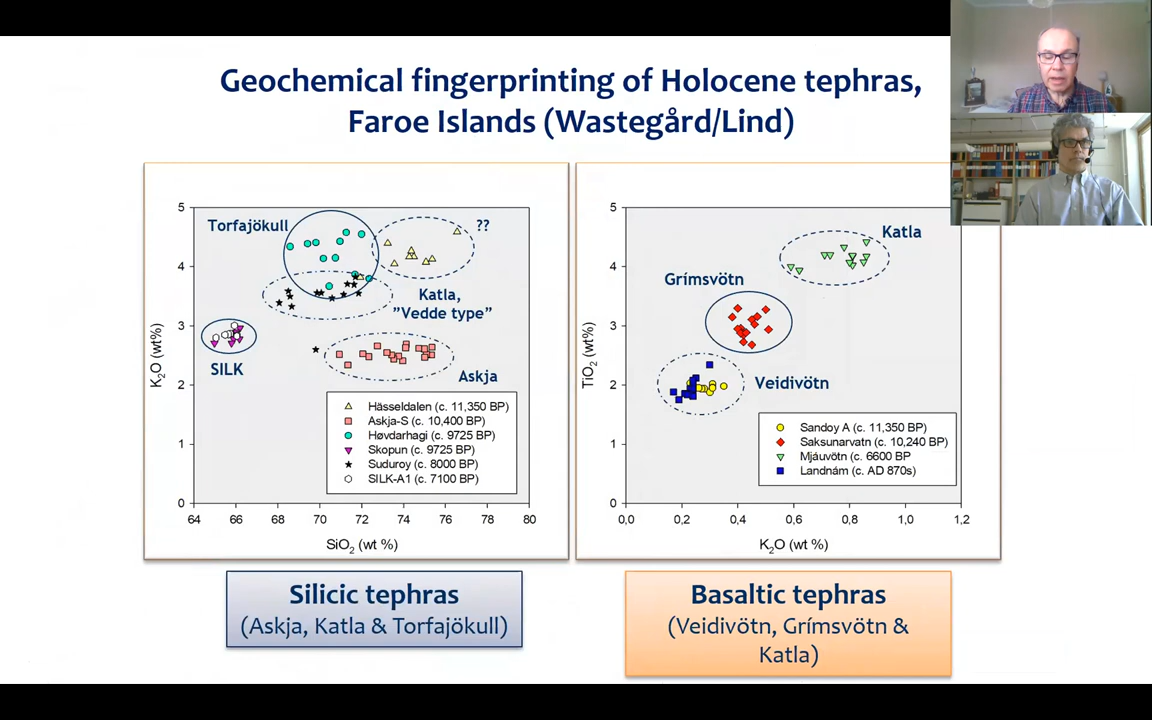 Geochemical fingerprinting of Holocene tephras,
Faroe Islands (Wastegård/Lind)
Torfajökull
??
Katla,
”Vedde type”
SILK
Askja
5
4
3
2
1
0
K₂O (wt%)
64 66 68 70 72 74 76 78 80
SiO₂ (wt %)
Hässeldalen (c. 11,350 BP)
Askja-S (c. 10,400 BP)
Høvdarhagi (c. 9725 BP)
Skopun (c. 9725 BP)
Suduroy (c. 8000 BP)
SILK-A1 (c. 7100 BP)
Katla
Grímsvötn
Veidivötn
5
4
3
2
1
0
TiO₂ (wt%)
0,0 0,2 0,4 0,6 0,8 1,0 1,2
K₂O (wt %)
Sandoy A (c. 11,350 BP)
Saksunarvatn (c. 10,240 BP)
Mjáuvötn (c. 6600 BP
Landnám (c. AD 870s)
Silicic tephras
(Askja, Katla & Torfajökull)
Basaltic tephras
(Veidivötn, Grímsvötn &
Katla)